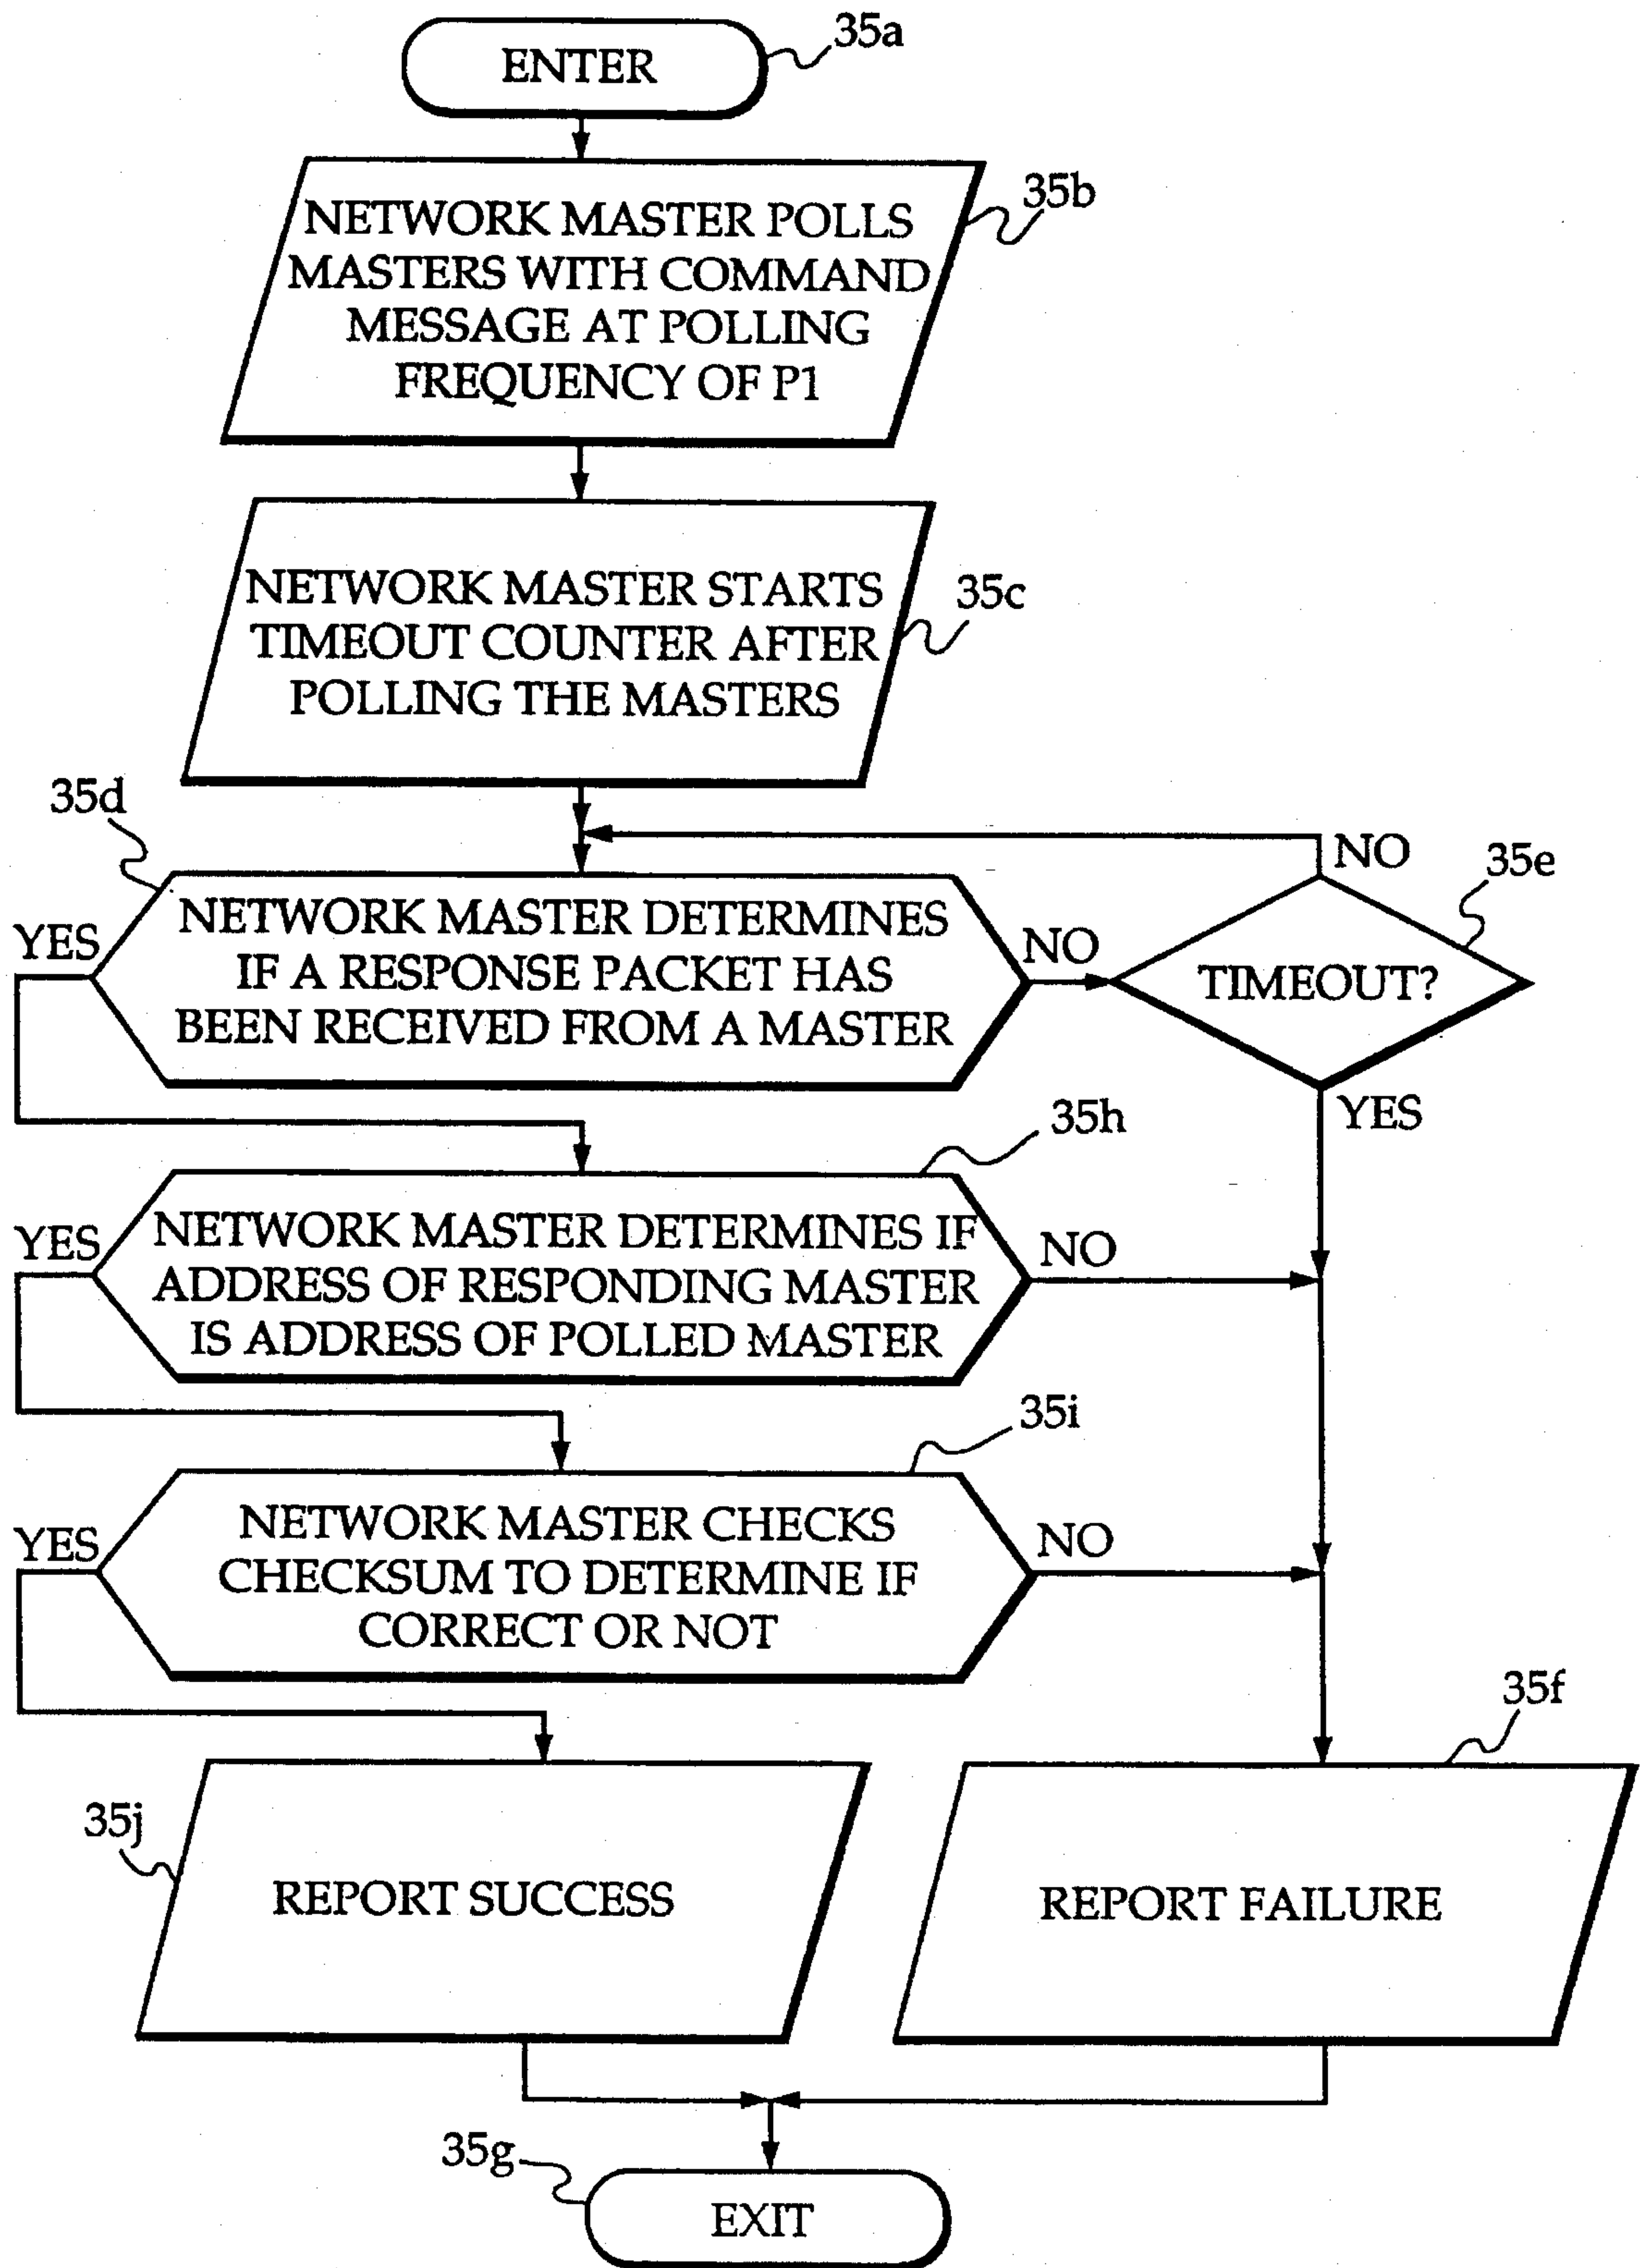 ENTER
35a
NETWORK MASTER POLLS
MASTERS WITH COMMAND
MESSAGE AT POLLING
FREQUENCY OF P1
35b
NETWORK MASTER STARTS
TIMEOUT COUNTER AFTER
POLLING THE MASTERS
35c
35d
NETWORK MASTER DETERMINES
IF A RESPONSE PACKET HAS
BEEN RECEIVED FROM A MASTER
YES
NO
TIMEOUT?
35e
NO
YES
35h
NETWORK MASTER DETERMINES IF
ADDRESS OF RESPONDING MASTER
IS ADDRESS OF POLLED MASTER
YES
NO
35i
NETWORK MASTER CHECKS
CHECKSUM TO DETERMINE IF
CORRECT OR NOT
YES
NO
35j
REPORT SUCCESS
35f
REPORT FAILURE
35g
EXIT